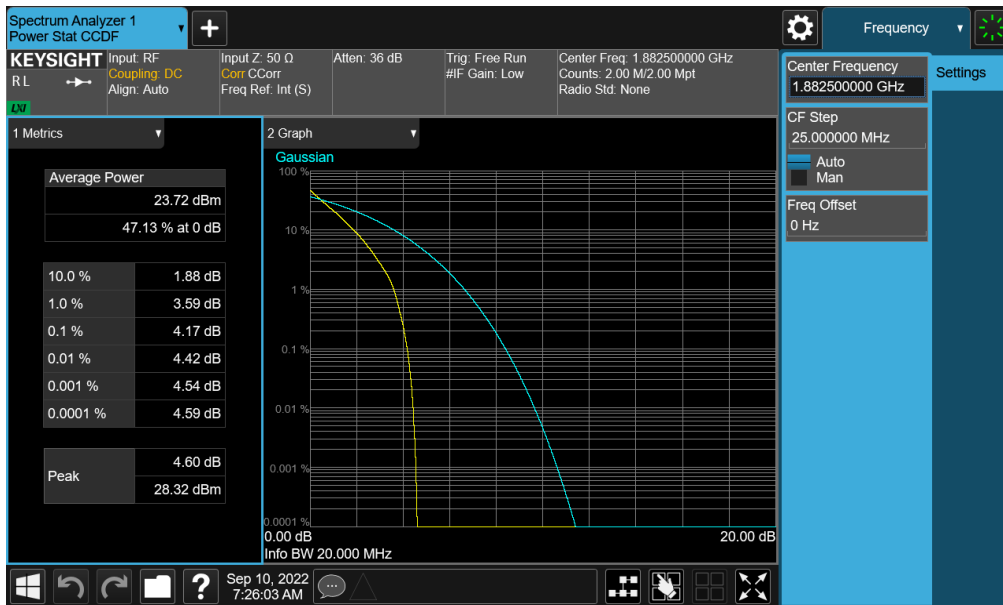 Spectrum Analyzer 1
Power Stat CCDF
Frequency
KEYSIGHT
R L
LXI
Input: RF
Coupling: DC
Align: Auto
Input Z: 50 Ω
Corr CCorr
Freq Ref: Int (S)
Atten: 36 dB
Trig: Free Run
#IF Gain: Low
Center Freq: 1.882500000 GHz
Counts: 2.00 M/2.00 Mpt
Radio Std: None
Center Frequency
1.882500000 GHz
Settings
CF Step
25.000000 MHz
Auto
Man
Freq Offset
0 Hz
1 Metrics
Average Power
23.72 dBm
47.13 % at 0 dB
10.0 % 1.88 dB
1.0 % 3.59 dB
0.1 % 4.17 dB
0.01 % 4.42 dB
0.001 % 4.54 dB
0.0001 % 4.59 dB
Peak
4.60 dB
28.32 dBm
2 Graph
Gaussian
100 %
10 %
1 %
0.1 %
0.01 %
0.001 %
0.0001 %
0.00 dB 20.00 dB
Info BW 20.000 MHz
?
Sep 10, 2022
7:26:03 AM